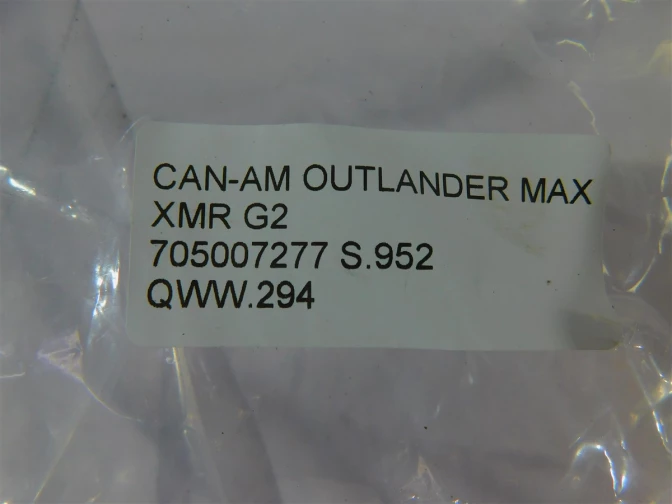 CAN-AM OUTLANDER MAX
XMR G2
705007277 S.952
QWW.294